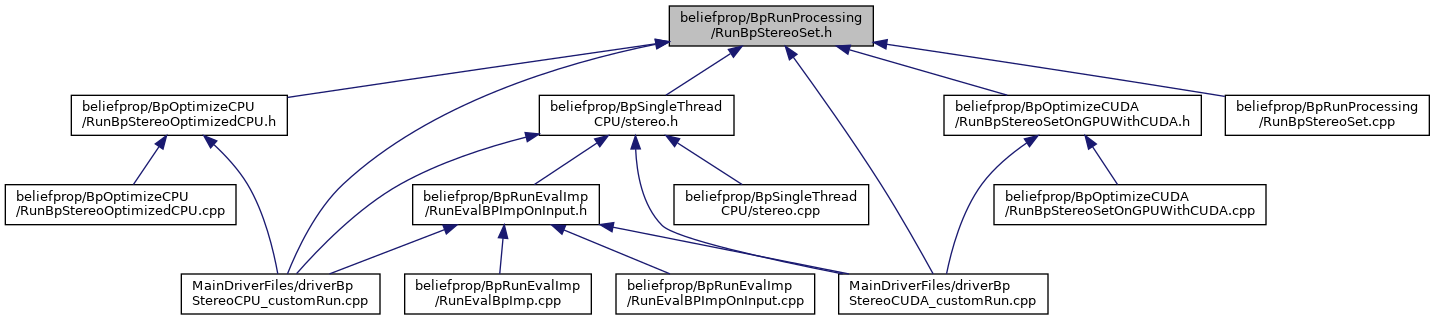 beliefprop/BpRunProcessing
/RunBpStereoSet.h
beliefprop/BpOptimizeCPU
/RunBpStereoOptimizedCPU.h
beliefprop/BpSingleThread
CPU/stereo.h
beliefprop/BpOptimizeCUDA
/RunBpStereoSetOnGPUWithCUDA.h
beliefprop/BpRunProcessing
/RunBpStereoSet.cpp
beliefprop/BpOptimizeCPU
/RunBpStereoOptimizedCPU.cpp
beliefprop/BpRunEvalImp
/RunEvalBPImpOnInput.h
beliefprop/BpSingleThread
CPU/stereo.cpp
beliefprop/BpOptimizeCUDA
/RunBpStereoSetOnGPUWithCUDA.cpp
MainDriverFiles/driverBp
StereoCPU_customRun.cpp
beliefprop/BpRunEvalImp
/RunEvalBpImp.cpp
beliefprop/BpRunEvalImp
/RunEvalBPImpOnInput.cpp
MainDriverFiles/driverBp
StereoCUDA_customRun.cpp